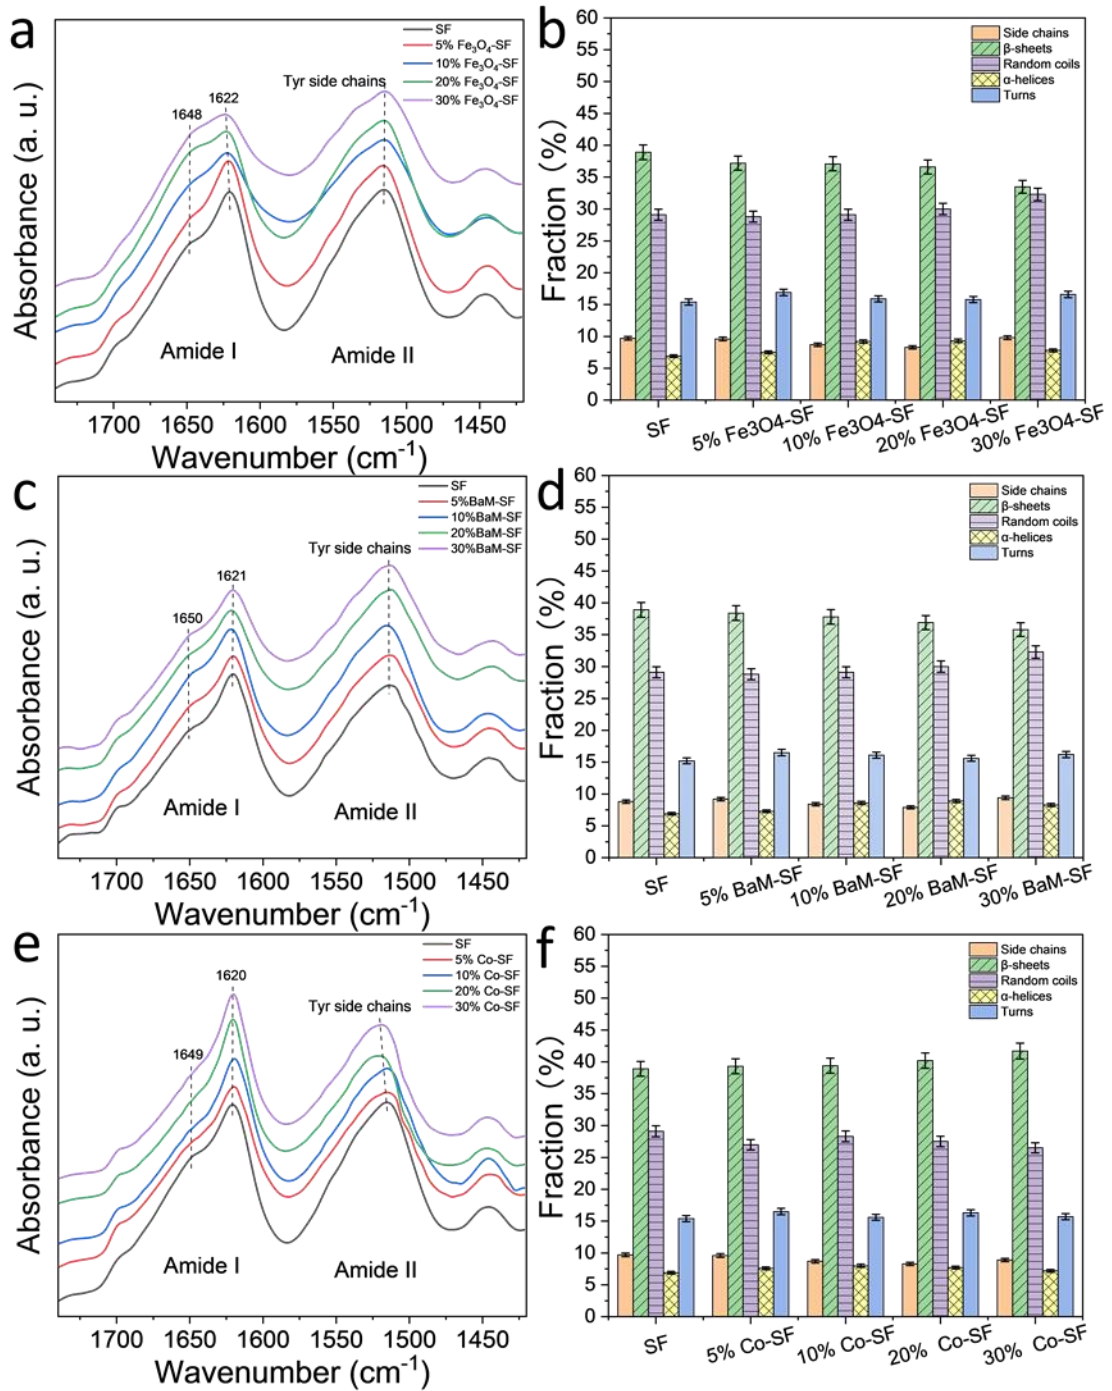 a
SF
5% Fe₃O₄-SF
10% Fe₃O₄-SF
20% Fe₃O₄-SF
30% Fe₃O₄-SF
Tyr side chains
1648
1622
Amide I
Amide II
Absorbance (a. u.)
1700 1650 1600 1550 1500 1450
Wavenumber (cm⁻¹)
b
Side chains
β-sheets
Random coils
α-helices
Turns
Fraction (%)
60
55
50
45
40
35
30
25
20
15
10
5
0
SF
5% Fe3O4-SF
10% Fe3O4-SF
20% Fe3O4-SF
30% Fe3O4-SF
c
SF
5%BaM-SF
10%BaM-SF
20%BaM-SF
30%BaM-SF
Tyr side chains
1650
1621
Amide I
Amide II
Absorbance (a. u.)
1700 1650 1600 1550 1500 1450
Wavenumber (cm⁻¹)
d
Side chains
β-sheets
Random coils
α-helices
Turns
Fraction (%)
60
55
50
45
40
35
30
25
20
15
10
5
0
SF
5% BaM-SF
10% BaM-SF
20% BaM-SF
30% BaM-SF
e
SF
5% Co-SF
10% Co-SF
20% Co-SF
30% Co-SF
Tyr side chains
1649
1620
Amide I
Amide II
Absorbance (a. u.)
1700 1650 1600 1550 1500 1450
Wavenumber (cm⁻¹)
f
Side chains
β-sheets
Random coils
α-helices
Turns
Fraction (%)
60
55
50
45
40
35
30
25
20
15
10
5
0
SF
5% Co-SF
10% Co-SF
20% Co-SF
30% Co-SF